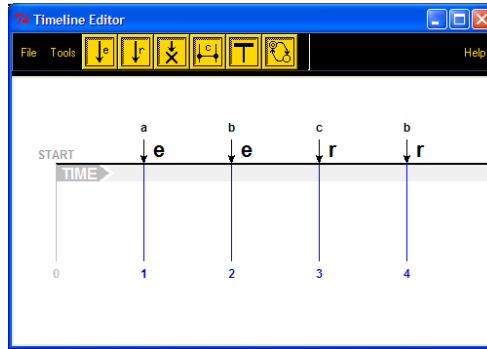 Timeline Editor
File Tools e r c T Help
a b c b
e e r r
START
TIME
0 1 2 3 4